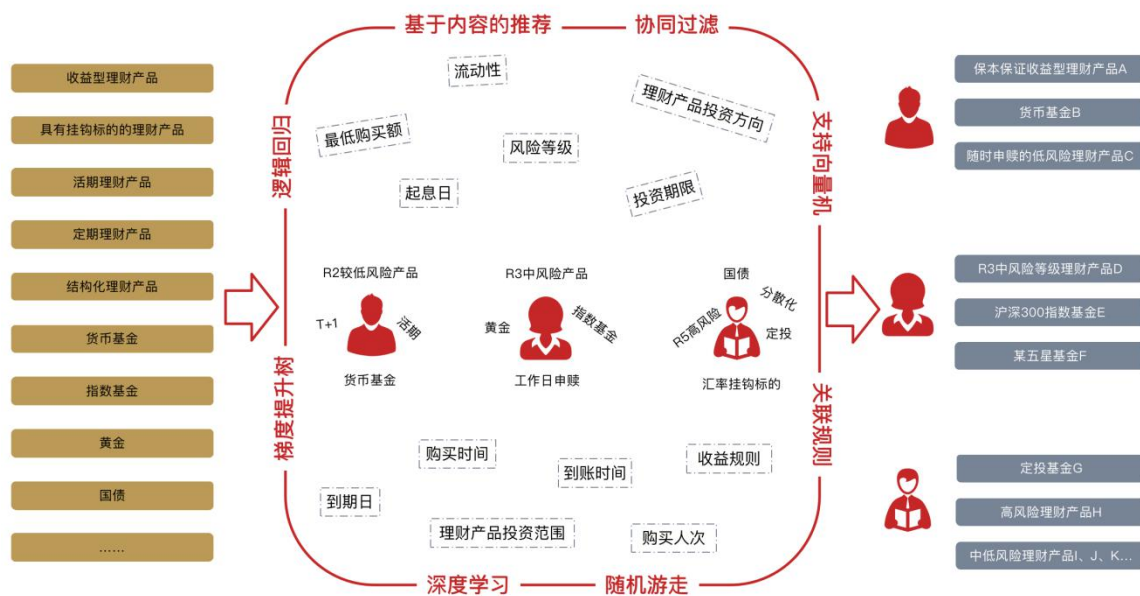 收益型理财产品
具有挂钩标的的理财产品
活期理财产品
定期理财产品
结构化理财产品
货币基金
指数基金
黄金
国债
……
基于内容的推荐
协同过滤
逻辑回归
梯度提升树
支持向量机
关联规则
深度学习
随机游走
流动性
理财产品投资方向
最低购买额
风险等级
起息日
投资期限
R2较低风险产品
T+1
活期
货币基金
R3中风险产品
黄金
指数基金
工作日申赎
国债
分散化
R5高风险
定投
汇率挂钩标的
购买时间
到账时间
收益规则
到期日
理财产品投资范围
购买人次
保本保证收益型理财产品A
货币基金B
随时申赎的低风险理财产品C
R3中风险等级理财产品D
沪深300指数基金E
某五星基金F
定投基金G
高风险理财产品H
中低风险理财产品I、J、K…